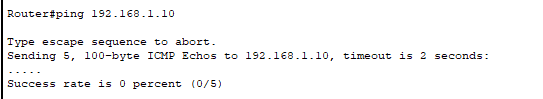 Router#ping 192.168.1.10
Type escape sequence to abort.
Sending 5, 100-byte ICMP Echos to 192.168.1.10, timeout is 2 seconds:
.....
Success rate is 0 percent (0/5)